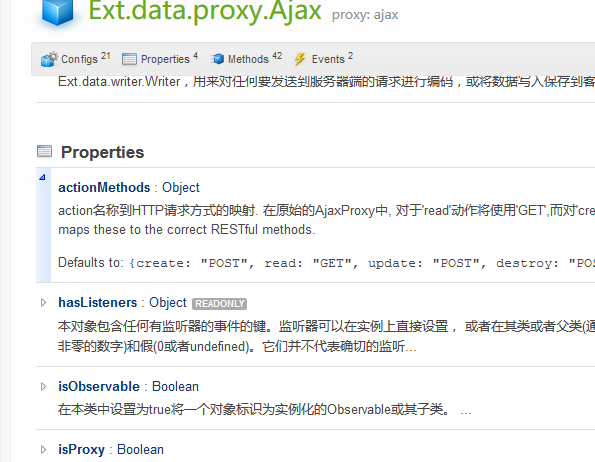 Ext.data.proxy.Ajax proxy: ajax
Configs 21 Properties 4 Methods 42 Events 2
Ext.data.writer.Writer，用来对任何要发送到服务器端的请求进行编码，或将数据写入保存到客
Properties
actionMethods : Object
action名称到HTTP请求方式的映射. 在原始的AjaxProxy中, 对于'read'动作将使用'GET',而对'cre
maps these to the correct RESTful methods.
Defaults to: {create: "POST", read: "GET", update: "POST", destroy: "POS
hasListeners : Object READONLY
本对象包含任何有监听器的事件的键。监听器可以在实例上直接设置， 或者在其类或者父类(通
非零的数字)和假(0或者undefined)。它们并不代表确切的监听...
isObservable : Boolean
在本类中设置为true将一个对象标识为实例化的Observable或其子类。 ...
isProxy : Boolean